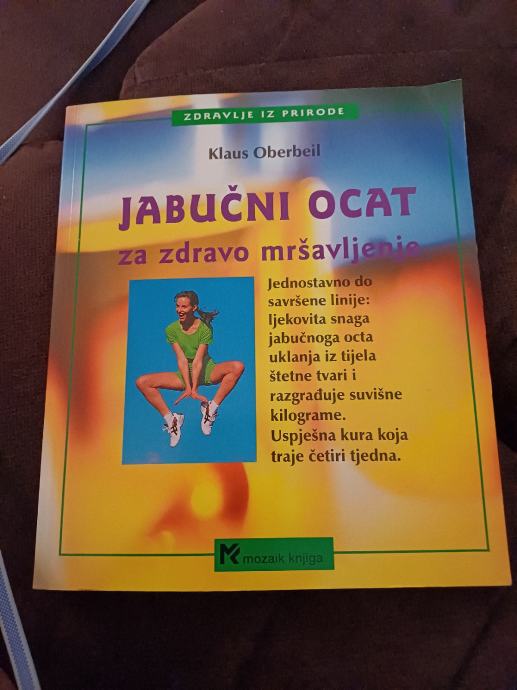 ZDRAVLJE IZ PRIRODE
Klaus Oberbeil
JABUČNI OCAT
za zdravo mršavljenje
Jednostavno do
savršene linije:
ljekovita snaga
jabučnoga octa
uklanja iz tijela
štetne tvari i
razgrađuje suvišne
kilograme.
Uspješna kura koja
traje četiri tjedna.
mozaik knjiga